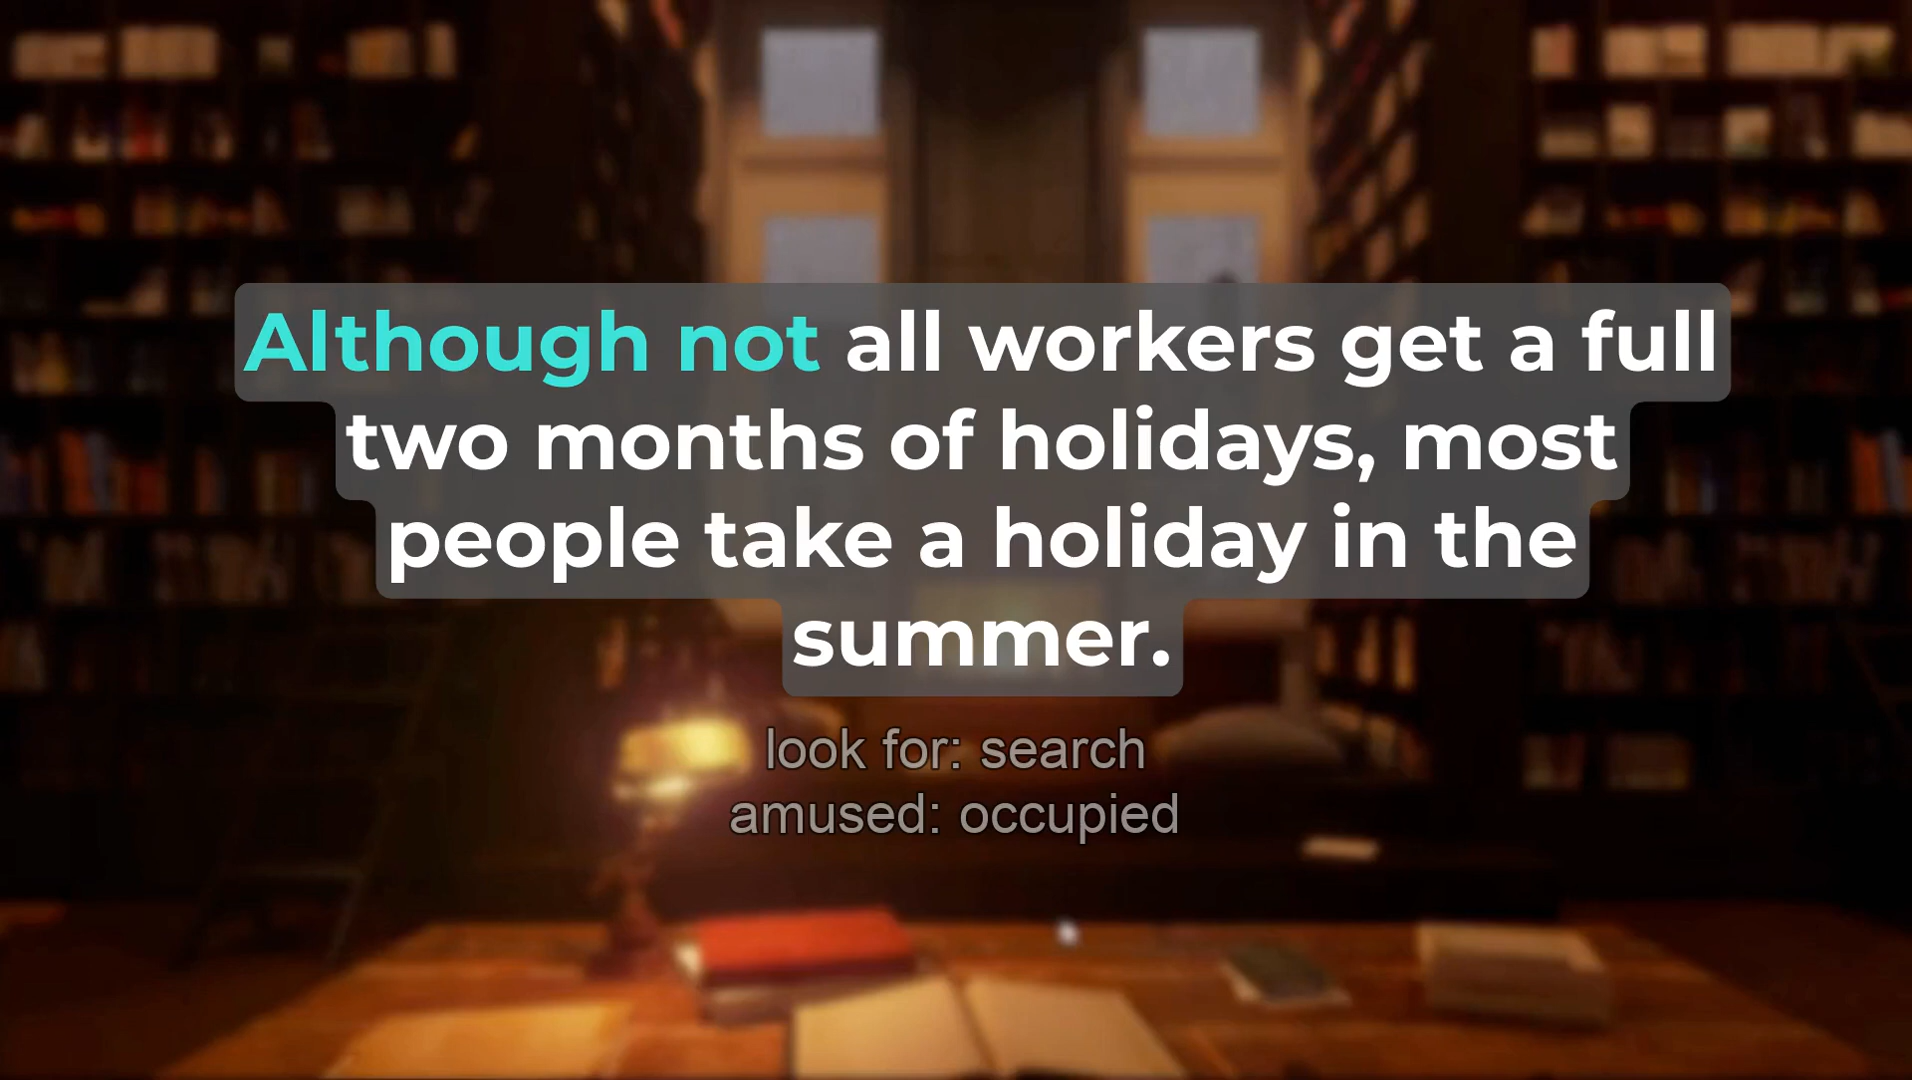 Although not all workers get a full
two months of holidays, most
people take a holiday in the
summer.
look for: search
amused: occupied